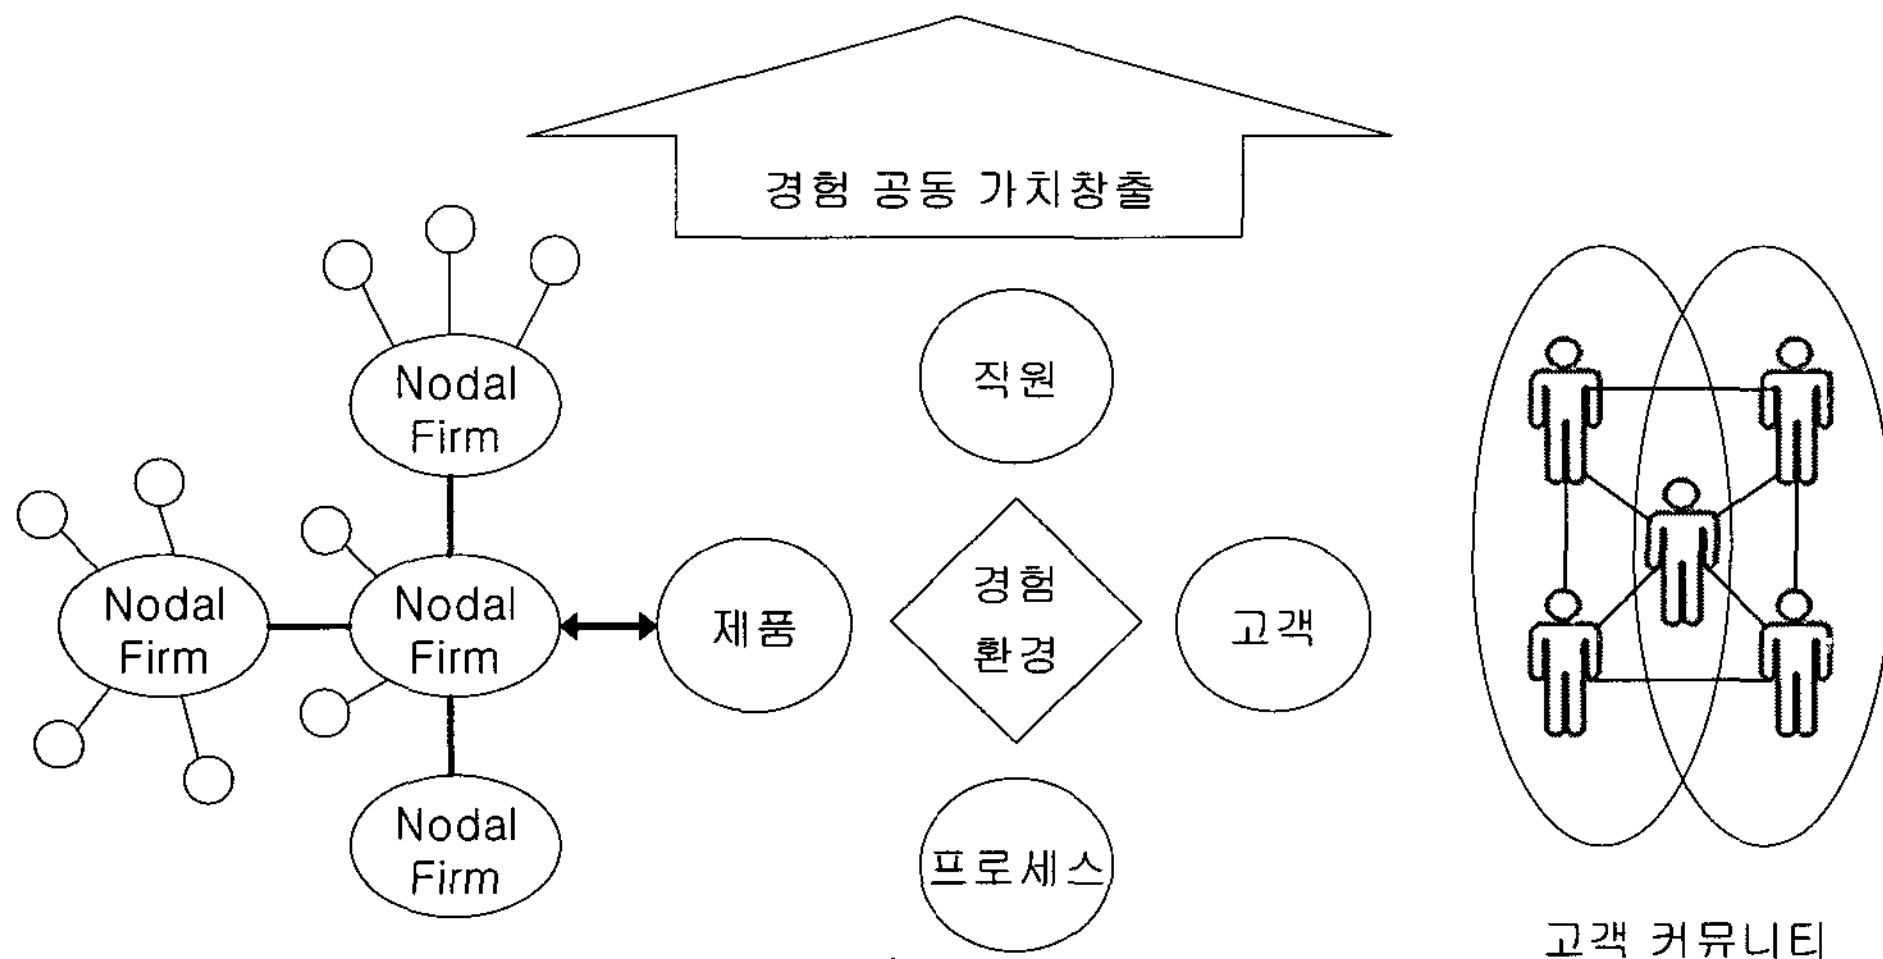 경험 공동 가치창출
Nodal
Firm
직원
Nodal
Firm
Nodal
Firm
제품
경험
환경
고객
Nodal
Firm
프로세스
고객 커뮤니티